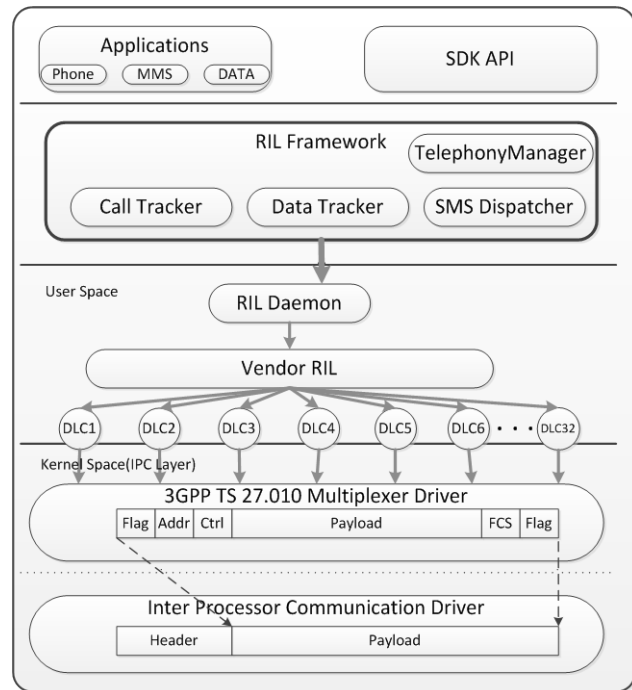 Applications
Phone MMS DATA
SDK API
RIL Framework
TelephonyManager
Call Tracker Data Tracker SMS Dispatcher
User Space
RIL Daemon
Vendor RIL
DLC1 DLC2 DLC3 DLC4 DLC5 DLC6 ··· DLC32
Kernel Space(IPC Layer)
3GPP TS 27.010 Multiplexer Driver
Flag Addr Ctrl Payload FCS Flag
Inter Processor Communication Driver
Header Payload